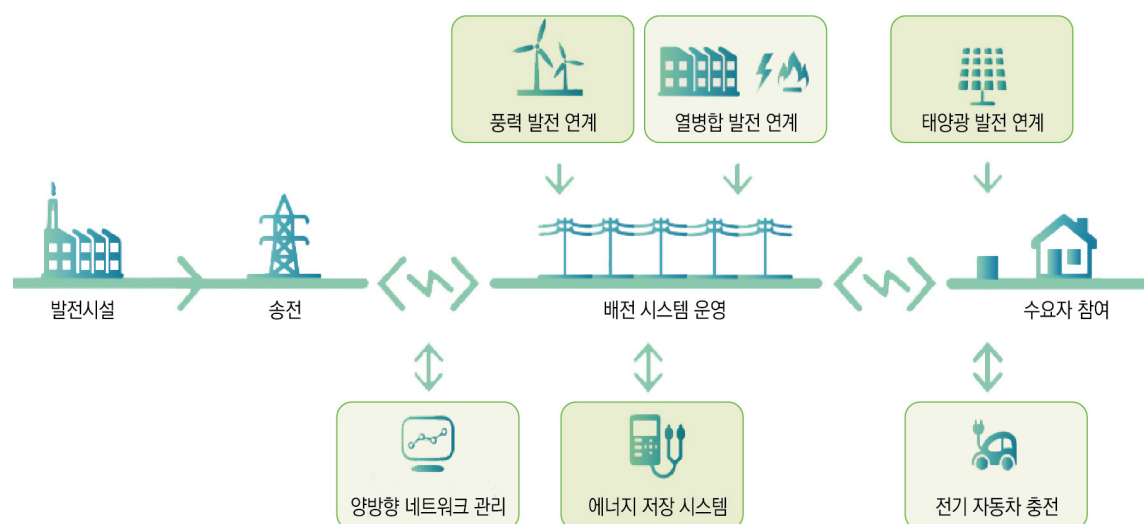 풍력 발전 연계
열병합 발전 연계
태양광 발전 연계
발전시설
송전
배전 시스템 운영
수요자 참여
양방향 네트워크 관리
에너지 저장 시스템
전기 자동차 충전